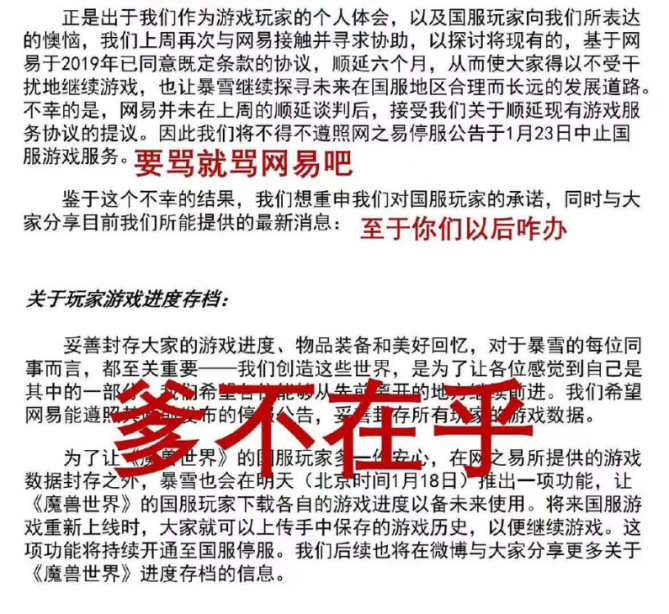 正是出于我们作为游戏玩家的个人体会，以及国服玩家向我们所表达
的懊恼，我们上周再次与网易接触并寻求协助，以探讨将现有的，基于网
易于2019年已同意既定条款的协议，顺延六个月，从而使大家得以不受干
扰地继续游戏，也让暴雪继续探寻未来在国服地区合理而长远的发展道路。
不幸的是，网易并未在上周的顺延谈判后，接受我们关于顺延现有游戏服
务协议的提议。因此我们将不得不遵照网之易停服公告于1月23日中止国
服游戏服务。要骂就骂网易吧
鉴于这个不幸的结果，我们想重申我们对国服玩家的承诺，同时与大
家分享目前我们所能提供的最新消息：至于你们以后咋办
关于玩家游戏进度存档：
妥善封存大家的游戏进度、物品装备和美好回忆，对于暴雪的每位同
事而言，都至关重要——我们创造这些世界，是为了让各位感觉到自己是
其中的一部分，我们希望各位能够从先前离开的地方继续前进。我们希望
网易能遵照其之前发布的停服公告，妥善封存所有玩家的游戏数据。
爹不在乎
为了让《魔兽世界》的国服玩家多一份安心，在网之易所提供的游戏
数据封存之外，暴雪也会在明天（北京时间1月18日）推出一项功能，让
《魔兽世界》的国服玩家下载各自的游戏进度以备未来使用。将来国服游
戏重新上线时，大家就可以上传手中保存的游戏历史，以便继续游戏。这
项功能将持续开通至国服停服。我们后续也将在微博与大家分享更多关于
《魔兽世界》进度存档的信息。